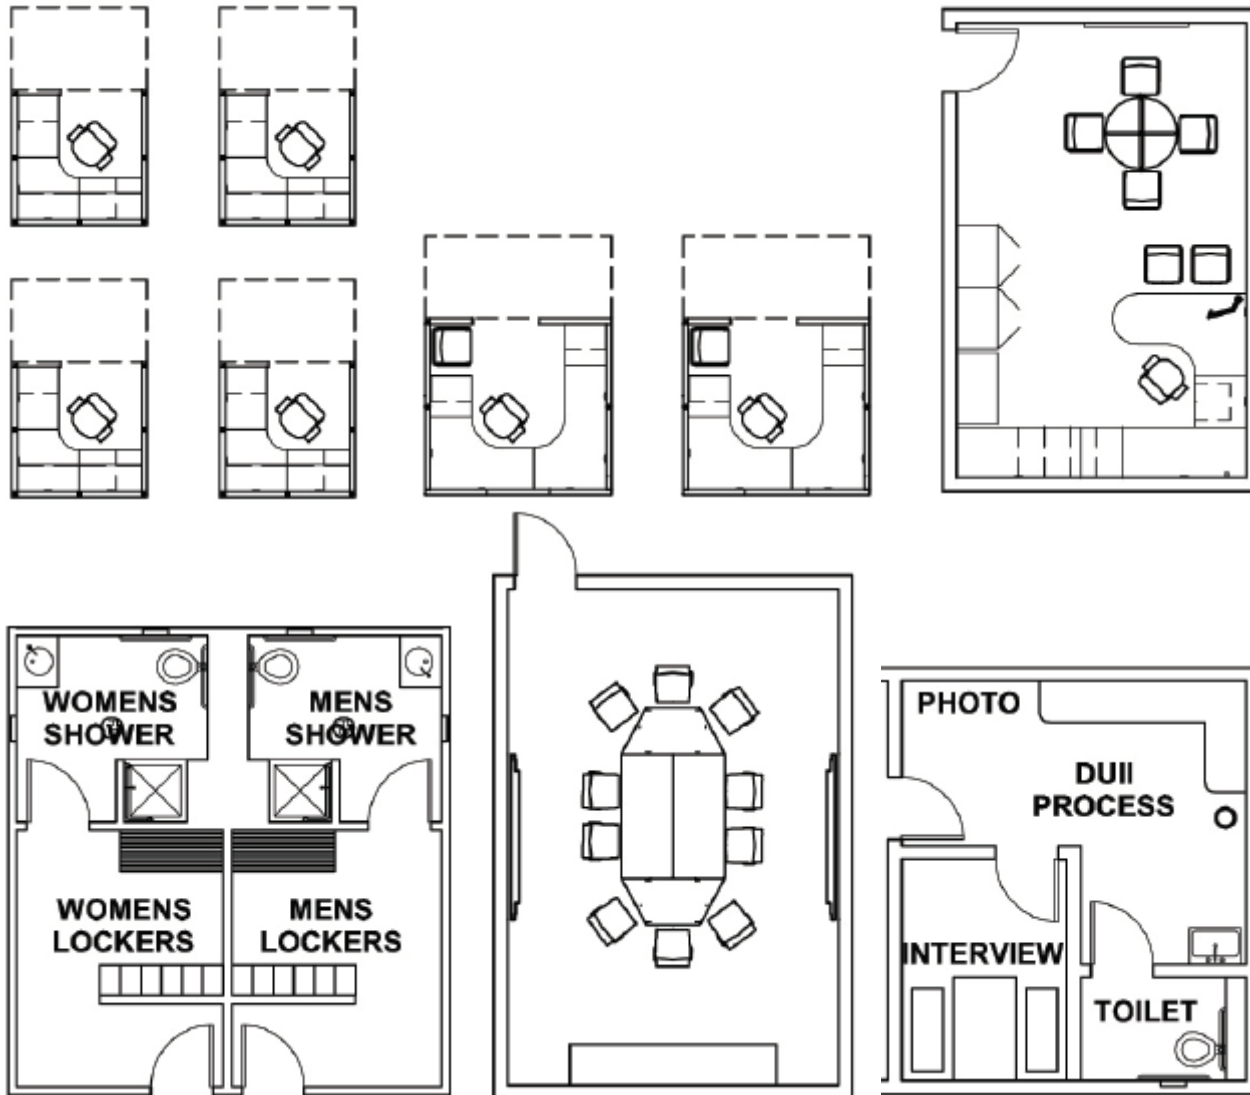 WOMENS
SHOWER
MENS
SHOWER
WOMENS
LOCKERS
MENS
LOCKERS
PHOTO
DUII
PROCESS
INTERVIEW
TOILET